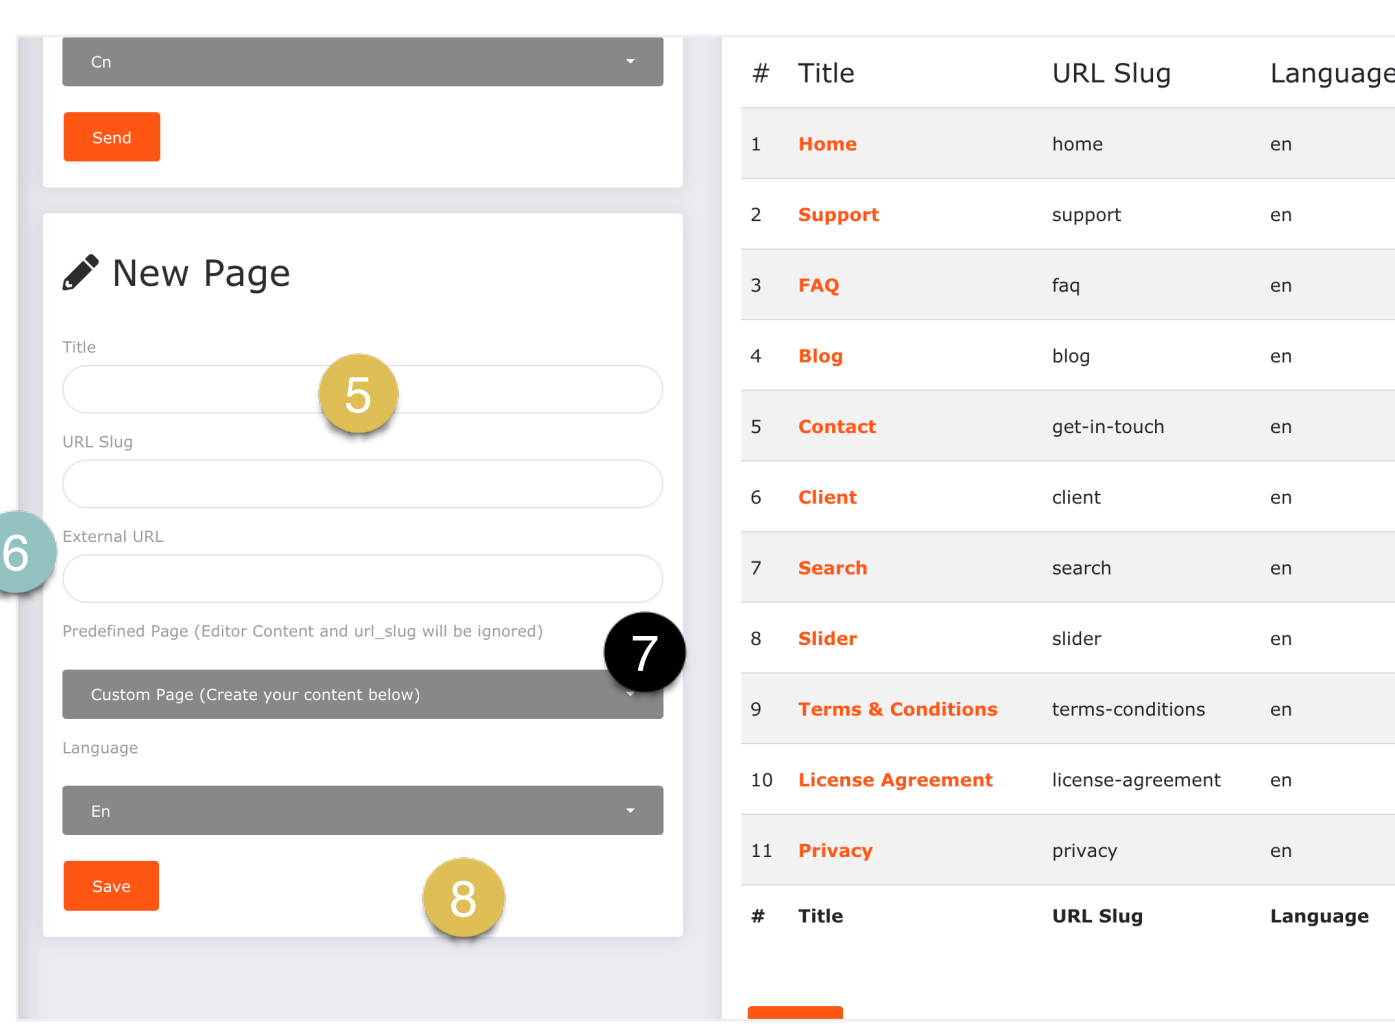 Cn
Send
New Page
Title
5
URL Slug
6
External URL
Predefined Page (Editor Content and url_slug will be ignored)
7
Custom Page (Create your content below)
Language
En
Save
8
# Title URL Slug Language
1 Home home en
2 Support support en
3 FAQ faq en
4 Blog blog en
5 Contact get-in-touch en
6 Client client en
7 Search search en
8 Slider slider en
9 Terms & Conditions terms-conditions en
10 License Agreement license-agreement en
11 Privacy privacy en
# Title URL Slug Language